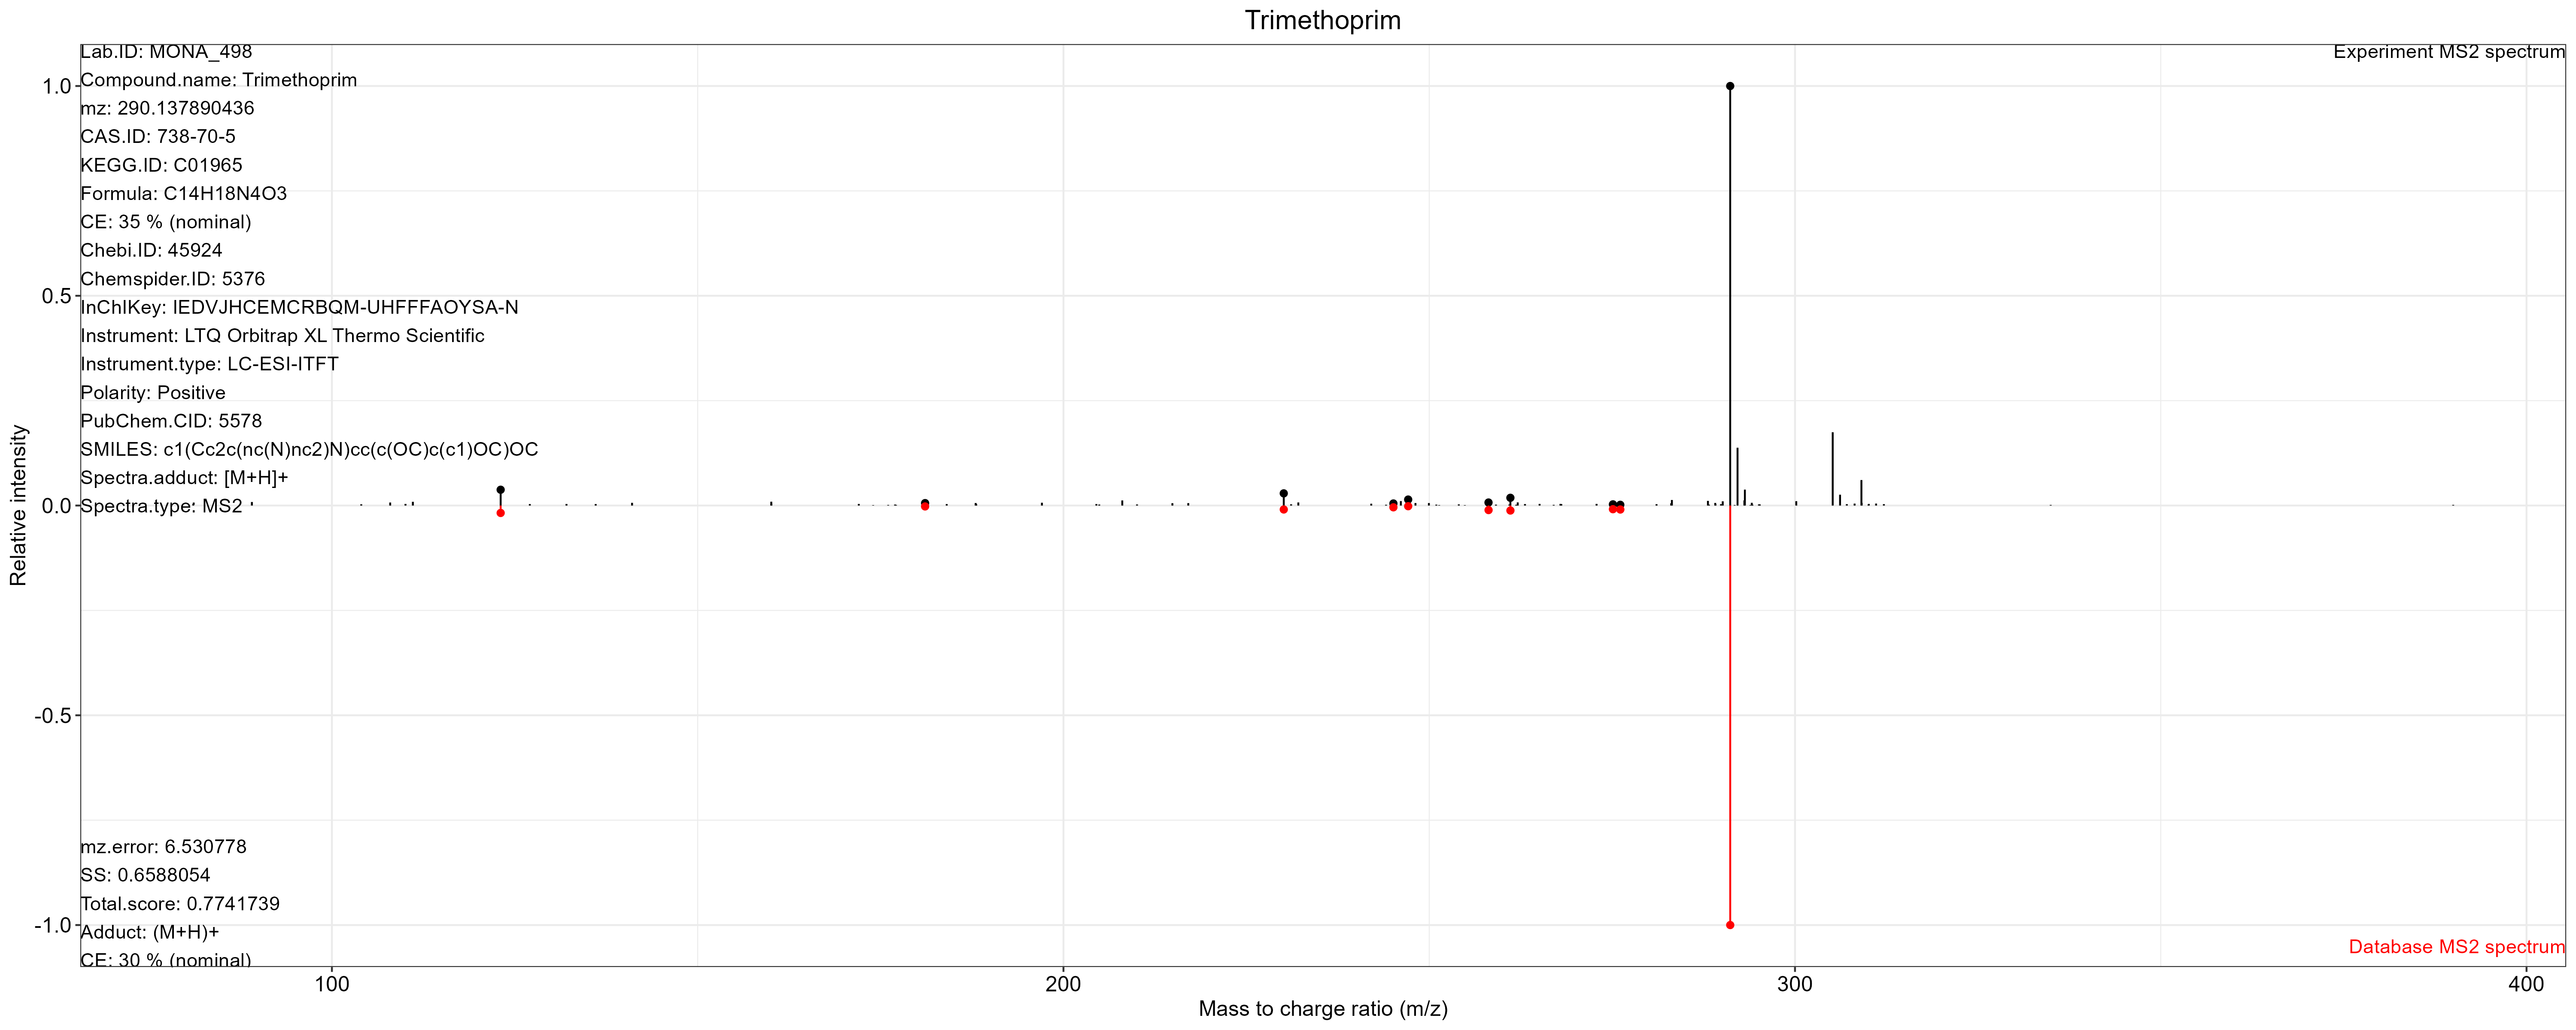 Trimethoprim
Lab.ID: MONA_498
Experiment MS2 spectrum
Compound.name: Trimethoprim
mz: 290.137890436
CAS.ID: 738-70-5
KEGG.ID: C01965
Formula: C14H18N4O3
CE: 35 % (nominal)
Chebi.ID: 45924
Chemspider.ID: 5376
InChIKey: IEDVJHCEMCRBQM-UHFFFAOYSA-N
Instrument: LTQ Orbitrap XL Thermo Scientific
Instrument.type: LC-ESI-ITFT
Polarity: Positive
PubChem.CID: 5578
SMILES: c1(Cc2c(nc(N)nc2)N)cc(c(OC)c(c1)OC)OC
Spectra.adduct: [M+H]+
Spectra.type: MS2
mz.error: 6.530778
SS: 0.6588054
Total.score: 0.7741739
Adduct: (M+H)+
CE: 30 % (nominal)
Database MS2 spectrum
1.0
0.5
0.0
-0.5
-1.0
Relative intensity
100 200 300 400
Mass to charge ratio (m/z)